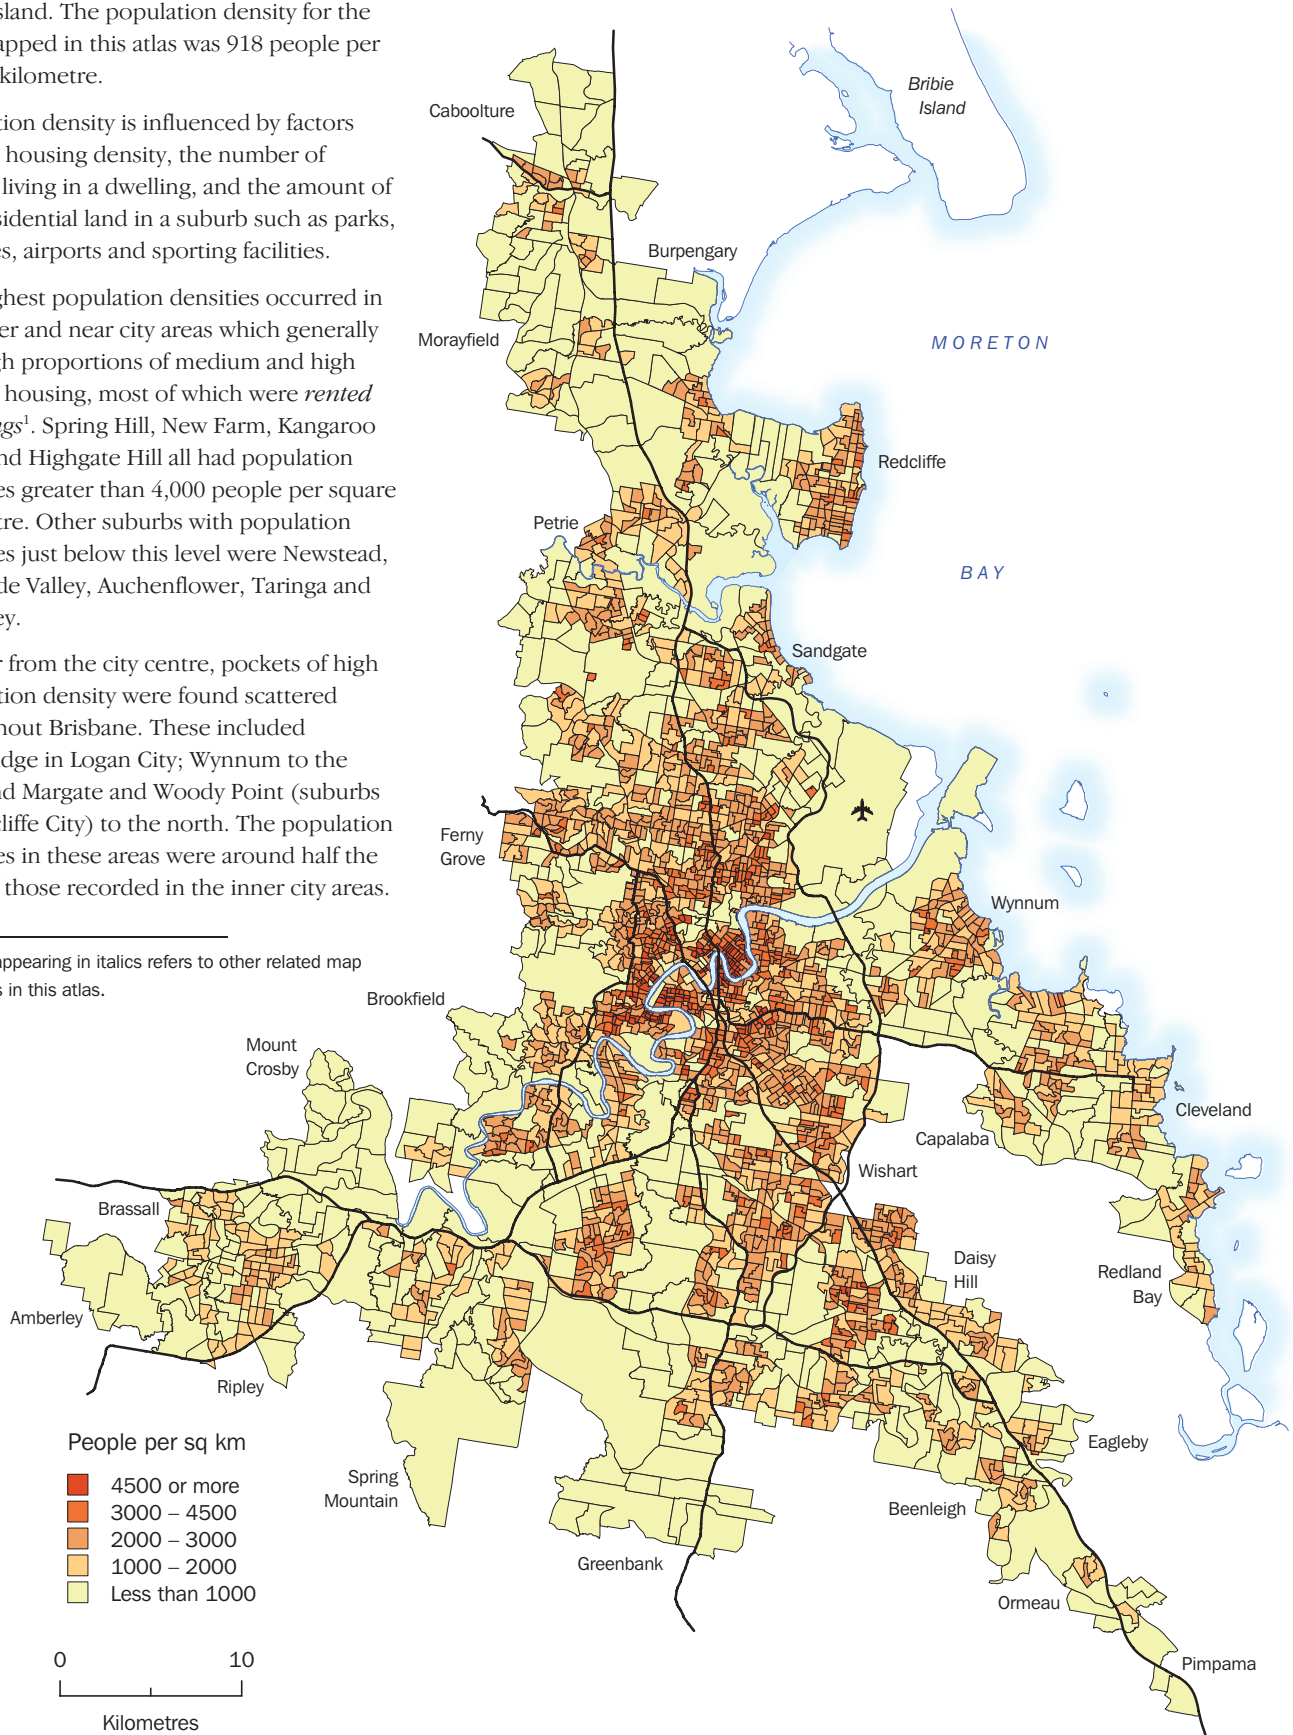 sland. The population density for the
apped in this atlas was 918 people per
kilometre.
tion density is influenced by factors
housing density, the number of
living in a dwelling, and the amount of
sidential land in a suburb such as parks,
es, airports and sporting facilities.
ghest population densities occurred in
er and near city areas which generally
gh proportions of medium and high
housing, most of which were rented
gs¹. Spring Hill, New Farm, Kangaroo
nd Highgate Hill all had population
es greater than 4,000 people per square
tre. Other suburbs with population
es just below this level were Newstead,
de Valley, Auchenflower, Taringa and
ey.
r from the city centre, pockets of high
tion density were found scattered
hout Brisbane. These included
idge in Logan City; Wynnum to the
nd Margate and Woody Point (suburbs
cliffe City) to the north. The population
es in these areas were around half the
f those recorded in the inner city areas.
appearing in italics refers to other related map
s in this atlas.
Caboolture
Bribie
Island
Burpengary
Morayfield
MORETON
Redcliffe
Petrie
BAY
Sandgate
Ferny
Grove
Wynnum
Brookfield
Mount
Crosby
Cleveland
Capalaba
Wishart
Brassall
Daisy
Hill
Redland
Bay
Amberley
Ripley
Eagleby
Spring
Mountain
Beenleigh
Greenbank
Ormeau
Pimpama
People per sq km
4500 or more
3000 – 4500
2000 – 3000
1000 – 2000
Less than 1000
0 10
Kilometres